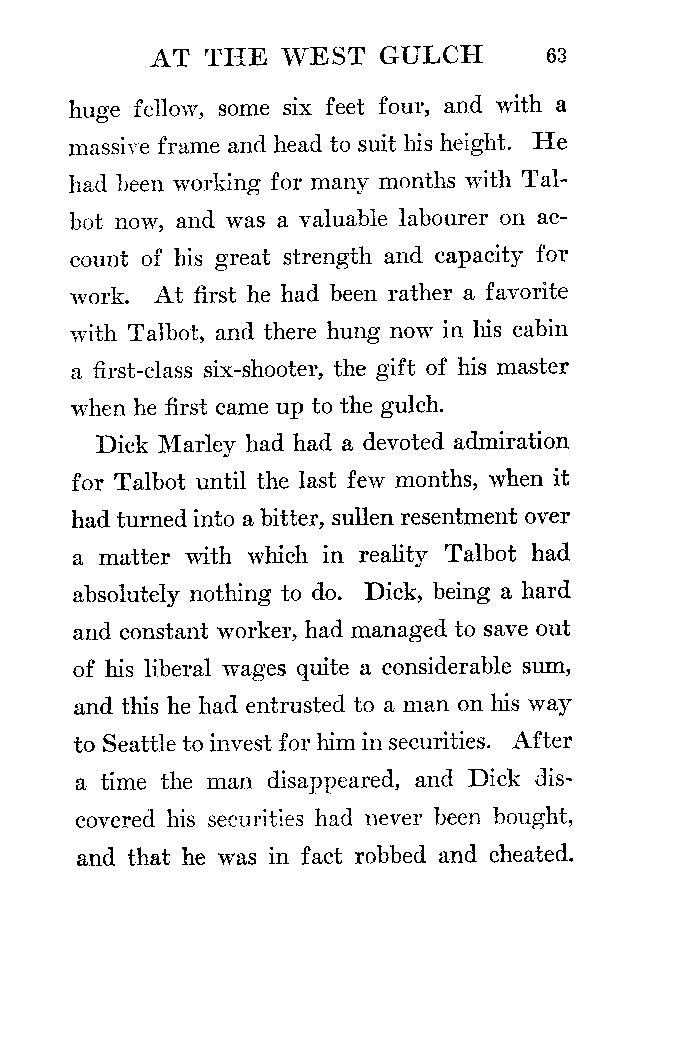 AT THE WEST GULCH 63
huge fellow, some six feet four, and with a
massive frame and head to suit his height. He
had been working for many months with Tal-
bot now, and was a valuable labourer on ac-
count of his great strength and capacity for
work. At first he had been rather a favorite
with Talbot, and there hung now in his cabin
a first-class six-shooter, the gift of his master
when he first came up to the gulch.
Dick Marley had had a devoted admiration
for Talbot until the last few months, when it
had turned into a bitter, sullen resentment over
a matter with which in reality Talbot had
absolutely nothing to do. Dick, being a hard
and constant worker, had managed to save out
of his liberal wages quite a considerable sum,
and this he had entrusted to a man on his way
to Seattle to invest for him in securities. After
a time the man disappeared, and Dick dis-
covered his securities had never been bought,
and that he was in fact robbed and cheated.